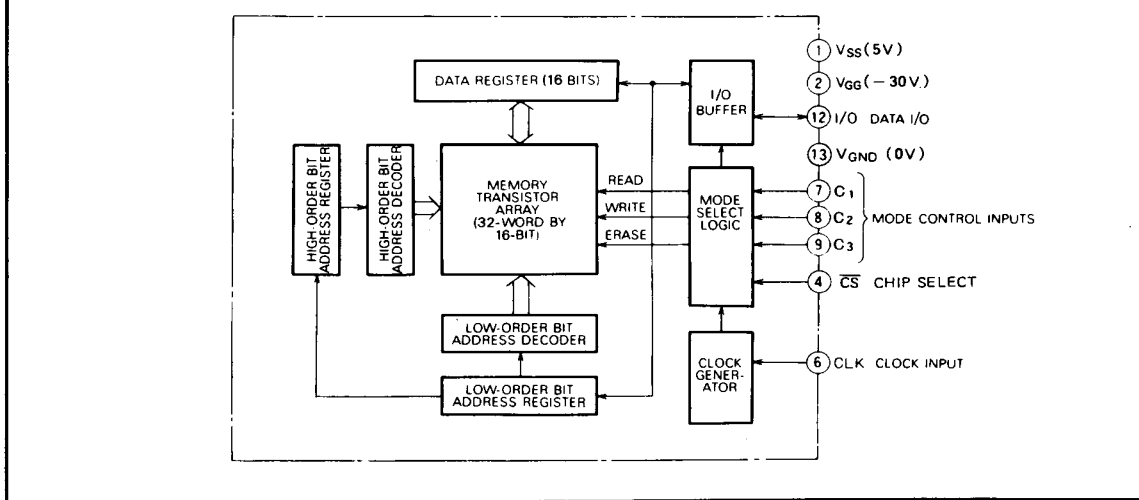 DATA REGISTER (16 BITS)
I/O
BUFFER
HIGH-ORDER BIT
ADDRESS REGISTER
HIGH-ORDER BIT
ADDRESS DECODER
MEMORY
TRANSISTOR
ARRAY
(32-WORD BY
16-BIT)
READ
WRITE
ERASE
MODE
SELECT
LOGIC
LOW-ORDER BIT
ADDRESS DECODER
LOW-ORDER BIT
ADDRESS REGISTER
CLOCK
GENER-
ATOR
1 VSS (5V)
2 VGG (−30V)
12 I/O DATA I/O
13 VGND (0V)
7 C1
8 C2
9 C3
MODE CONTROL INPUTS
4 C̅S̅ CHIP SELECT
6 CLK CLOCK INPUT